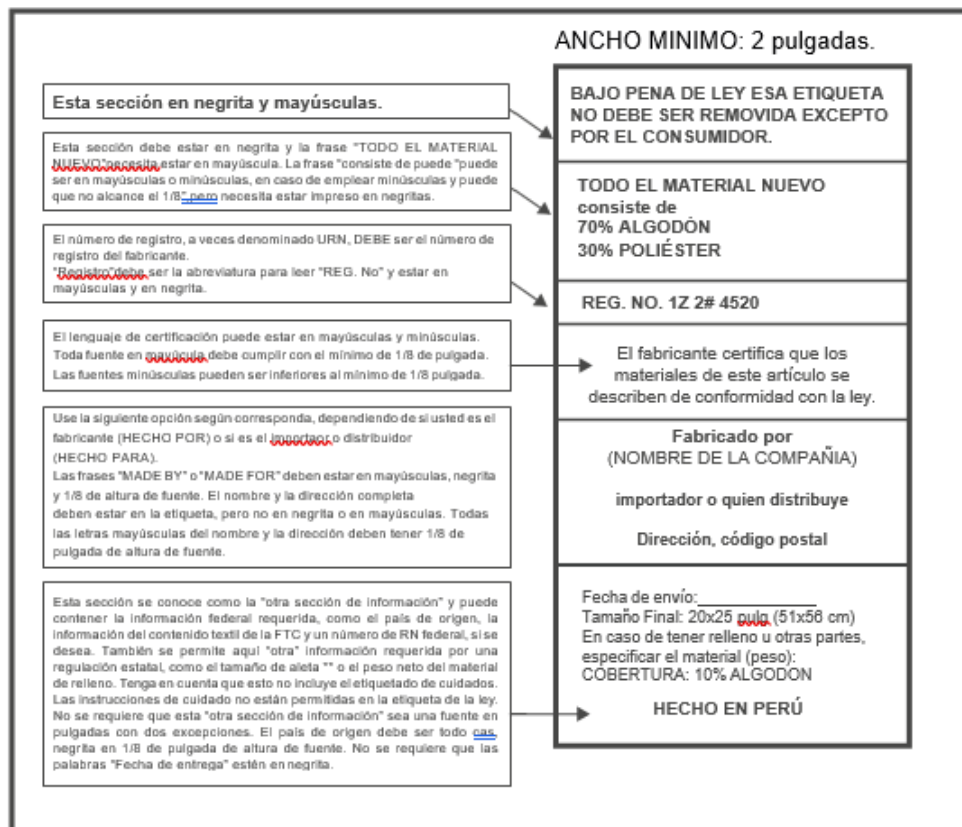 ANCHO MINIMO: 2 pulgadas.
Esta sección en negrita y mayúsculas.
BAJO PENA DE LEY ESA ETIQUETA
NO DEBE SER REMOVIDA EXCEPTO
POR EL CONSUMIDOR.
Esta sección debe estar en negrita y la frase "TODO EL MATERIAL
NUEVO"necesita estar en mayúscula. La frase "consiste de puede "puede
ser en mayúsculas o minúsculas, en caso de emplear minúsculas y puede
que no alcance el 1/8" pero necesita estar impreso en negritas.
TODO EL MATERIAL NUEVO
consiste de
70% ALGODÓN
30% POLIÉSTER
El número de registro, a veces denominado URN, DEBE ser el número de
registro del fabricante.
"Registro"debe ser la abreviatura para leer "REG. No" y estar en
mayúsculas y en negrita.
REG. NO. 1Z 2# 4520
El lenguaje de certificación puede estar en mayúsculas y minúsculas.
Toda fuente en mayúcula debe cumplir con el mínimo de 1/8 de pulgada.
Las fuentes minúsculas pueden ser inferiores al mínimo de 1/8 pulgada.
El fabricante certifica que los
materiales de este artículo se
describen de conformidad con la ley.
Use la siguiente opción según corresponda, dependiendo de si usted es el
fabricante (HECHO POR) o si es el importaor o distribuidor
(HECHO PARA).
Las frases "MADE BY" o "MADE FOR" deben estar en mayúsculas, negrita
y 1/8 de altura de fuente. El nombre y la dirección completa
deben estar en la etiqueta, pero no en negrita o en mayúsculas. Todas
las letras mayúsculas del nombre y la dirección deben tener 1/8 de
pulgada de altura de fuente.
Fabricado por
(NOMBRE DE LA COMPAÑIA)
importador o quien distribuye
Dirección, código postal
Esta sección se conoce como la "otra sección de información" y puede
contener la información federal requerida, como el país de origen, la
información del contenido textil de la FTC y un número de RN federal, si se
desea. También se permite aquí "otra" información requerida por una
regulación estatal, como el tamaño de aleta "" o el peso neto del material
de relleno. Tenga en cuenta que esto no incluye el etiquetado de cuidados.
Las instrucciones de cuidado no están permitidas en la etiqueta de la ley.
No se requiere que esta "otra sección de información" sea una fuente en
pulgadas con dos excepciones. El país de origen debe ser todo cas,
negrita en 1/8 de pulgada de altura de fuente. No se requiere que las
palabras "Fecha de entrega" estén en negrita.
Fecha de envío:_______________
Tamaño Final: 20x25 pulg (51x56 cm)
En caso de tener relleno u otras partes,
especificar el material (peso):
COBERTURA: 10% ALGODON
HECHO EN PERÚ